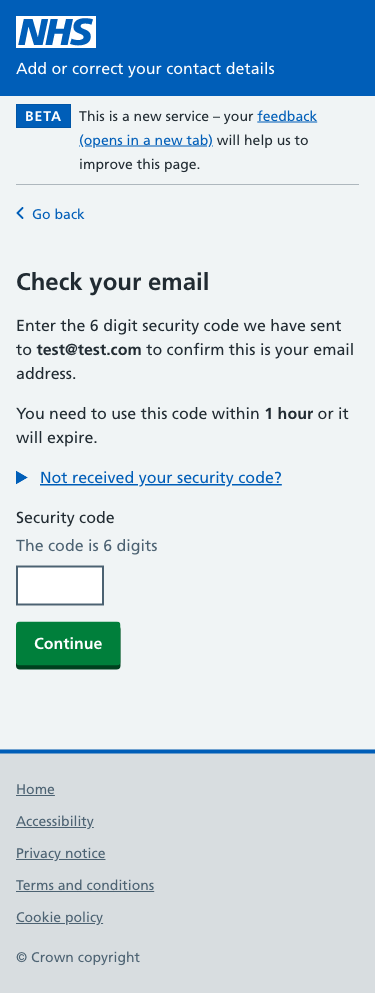 NHS
Add or correct your contact details
BETA
This is a new service – your feedback
(opens in a new tab) will help us to
improve this page.
Go back
Check your email
Enter the 6 digit security code we have sent
to test@test.com to confirm this is your email
address.
You need to use this code within 1 hour or it
will expire.
Not received your security code?
Security code
The code is 6 digits
Continue
Home
Accessibility
Privacy notice
Terms and conditions
Cookie policy
© Crown copyright